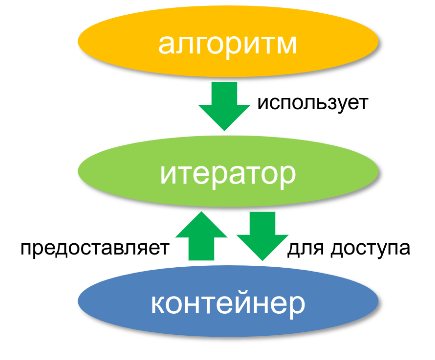 алгоритм
использует
итератор
предоставляет
для доступа
контейнер